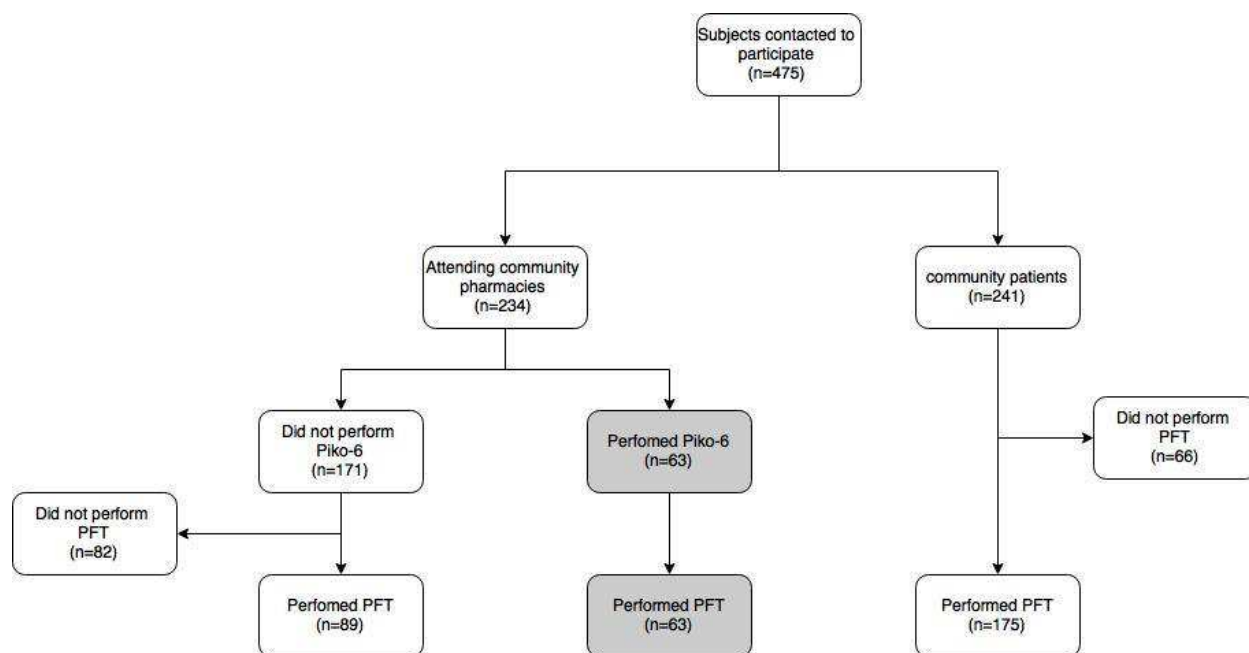 Subjects contacted to
participate
(n=475)
Attending community
pharmacies
(n=234)
community patients
(n=241)
Did not perform
Piko-6
(n=171)
Perfomed Piko-6
(n=63)
Did not perform
PFT
(n=66)
Did not perform
PFT
(n=82)
Perfomed PFT
(n=89)
Performed PFT
(n=63)
Performed PFT
(n=175)